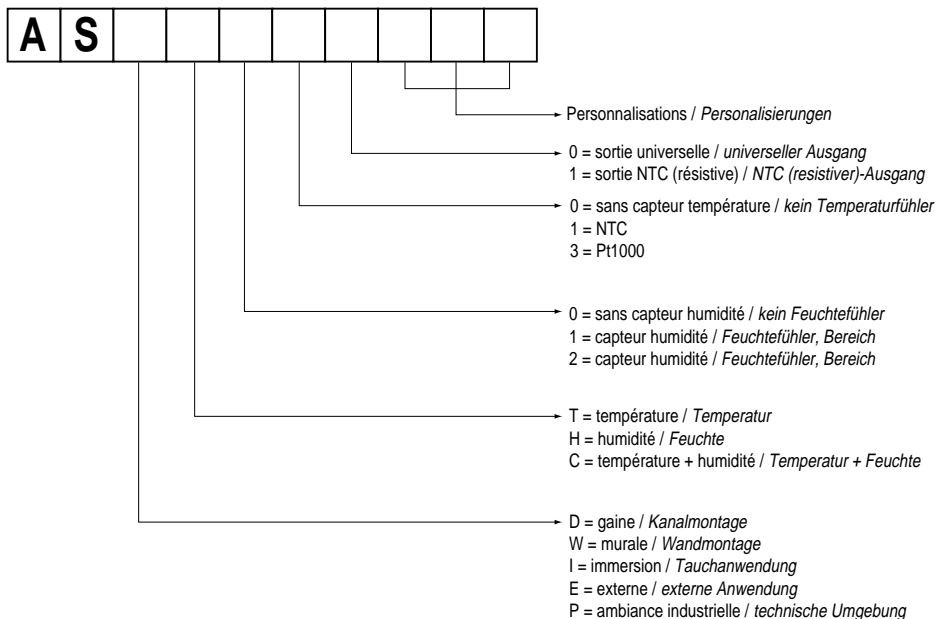 A S
Personnalisations / Personalisierungen
0 = sortie universelle / universeller Ausgang
1 = sortie NTC (résistive) / NTC (resistiver)-Ausgang
0 = sans capteur température / kein Temperaturfühler
1 = NTC
3 = Pt1000
0 = sans capteur humidité / kein Feuchtefühler
1 = capteur humidité / Feuchtefühler, Bereich
2 = capteur humidité / Feuchtefühler, Bereich
T = température / Temperatur
H = humidité / Feuchte
C = température + humidité / Temperatur + Feuchte
D = gaine / Kanalmontage
W = murale / Wandmontage
I = immersion / Tauchanwendung
E = externe / externe Anwendung
P = ambiance industrielle / technische Umgebung